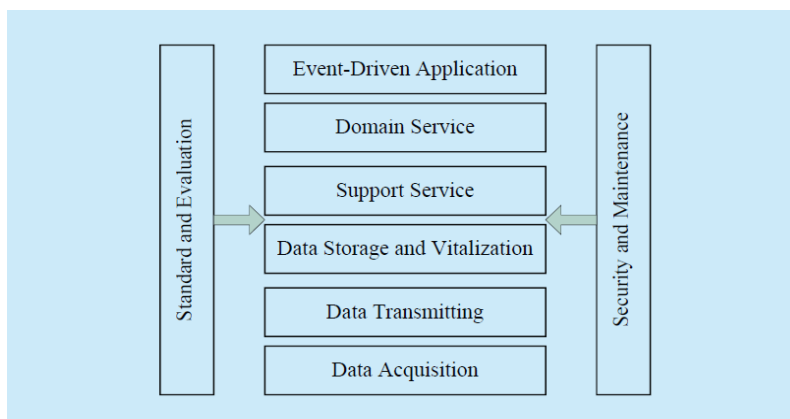 Standard and Evaluation
Event-Driven Application
Domain Service
Support Service
Data Storage and Vitalization
Data Transmitting
Data Acquisition
Security and Maintenance